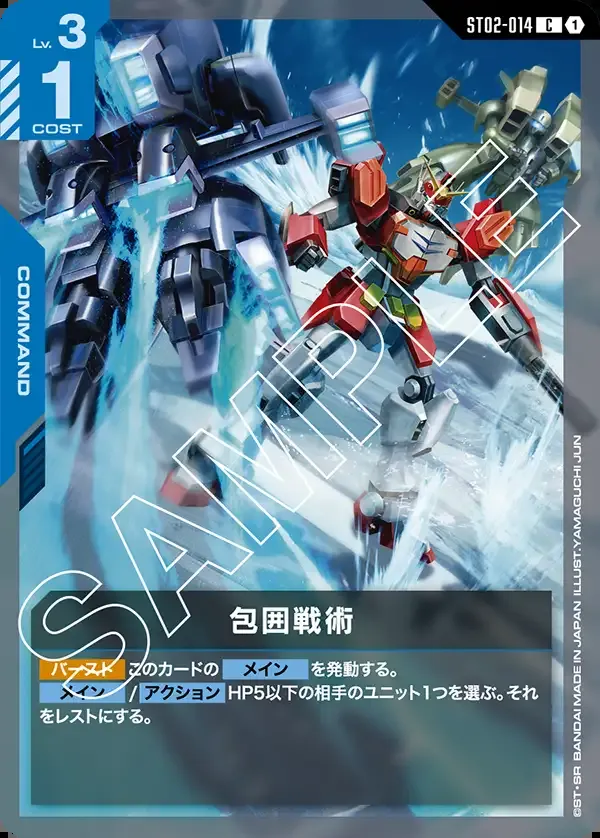 ST02-014 C 1
Lv. 3
1
COST
COMMAND
SAMPLE
包囲戦術
バースト このカードの メイン を発動する。
メイン / アクション HP5以下の相手のユニット1つを選ぶ。それ
をレストにする。
©ST・SR BANDAI MADE IN JAPAN ILLUST.YAMAGUCHI JUN